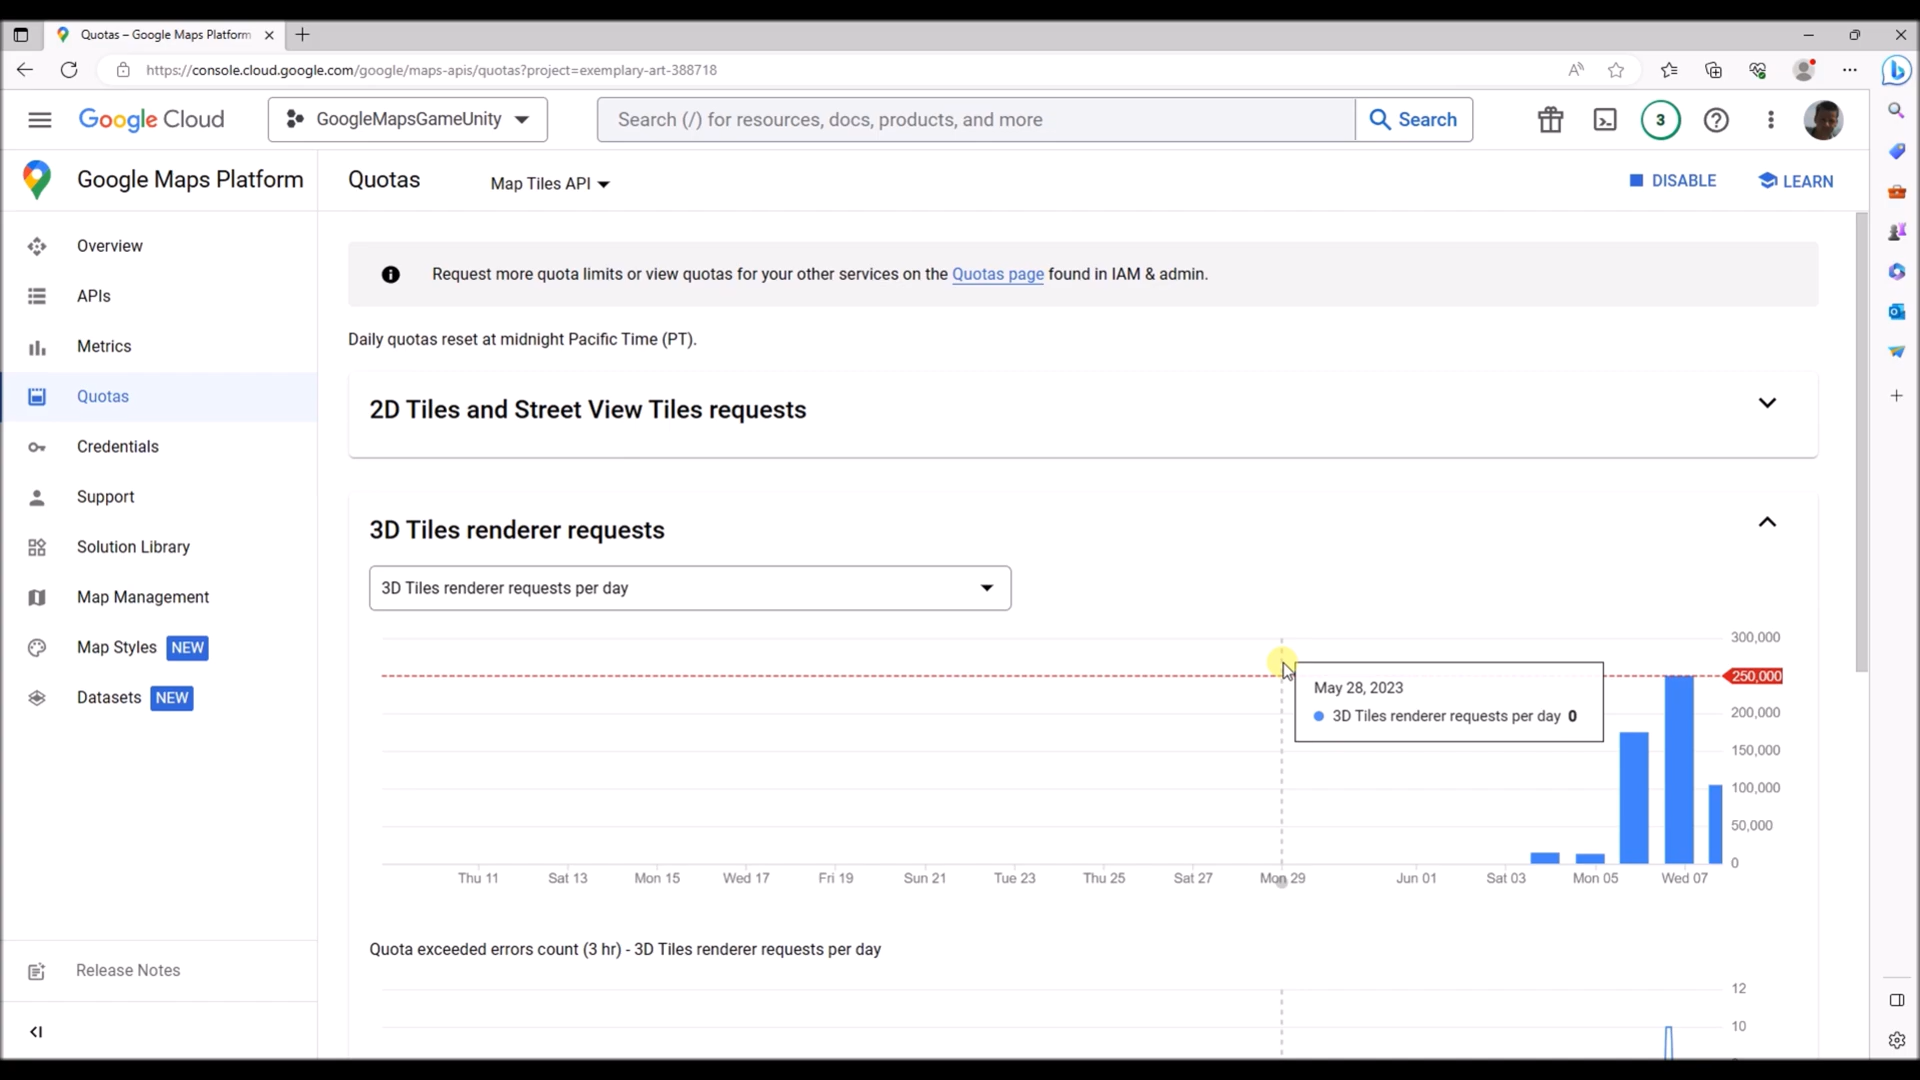 Quotas – Google Maps Platform
https://console.cloud.google.com/google/maps-apis/quotas?project=exemplary-art-388718
Google Cloud
GoogleMapsGameUnity
Search (/) for resources, docs, products, and more
Search
3
Google Maps Platform
Quotas
Map Tiles API
DISABLE
LEARN
Overview
APIs
Metrics
Quotas
Credentials
Support
Solution Library
Map Management
Map Styles NEW
Datasets NEW
Release Notes
Request more quota limits or view quotas for your other services on the Quotas page found in IAM & admin.
Daily quotas reset at midnight Pacific Time (PT).
2D Tiles and Street View Tiles requests
3D Tiles renderer requests
3D Tiles renderer requests per day
300,000
250,000
200,000
150,000
100,000
50,000
0
May 28, 2023
3D Tiles renderer requests per day 0
Thu 11 Sat 13 Mon 15 Wed 17 Fri 19 Sun 21 Tue 23 Thu 25 Sat 27 Mon 29 Jun 01 Sat 03 Mon 05 Wed 07
Quota exceeded errors count (3 hr) - 3D Tiles renderer requests per day
12
10